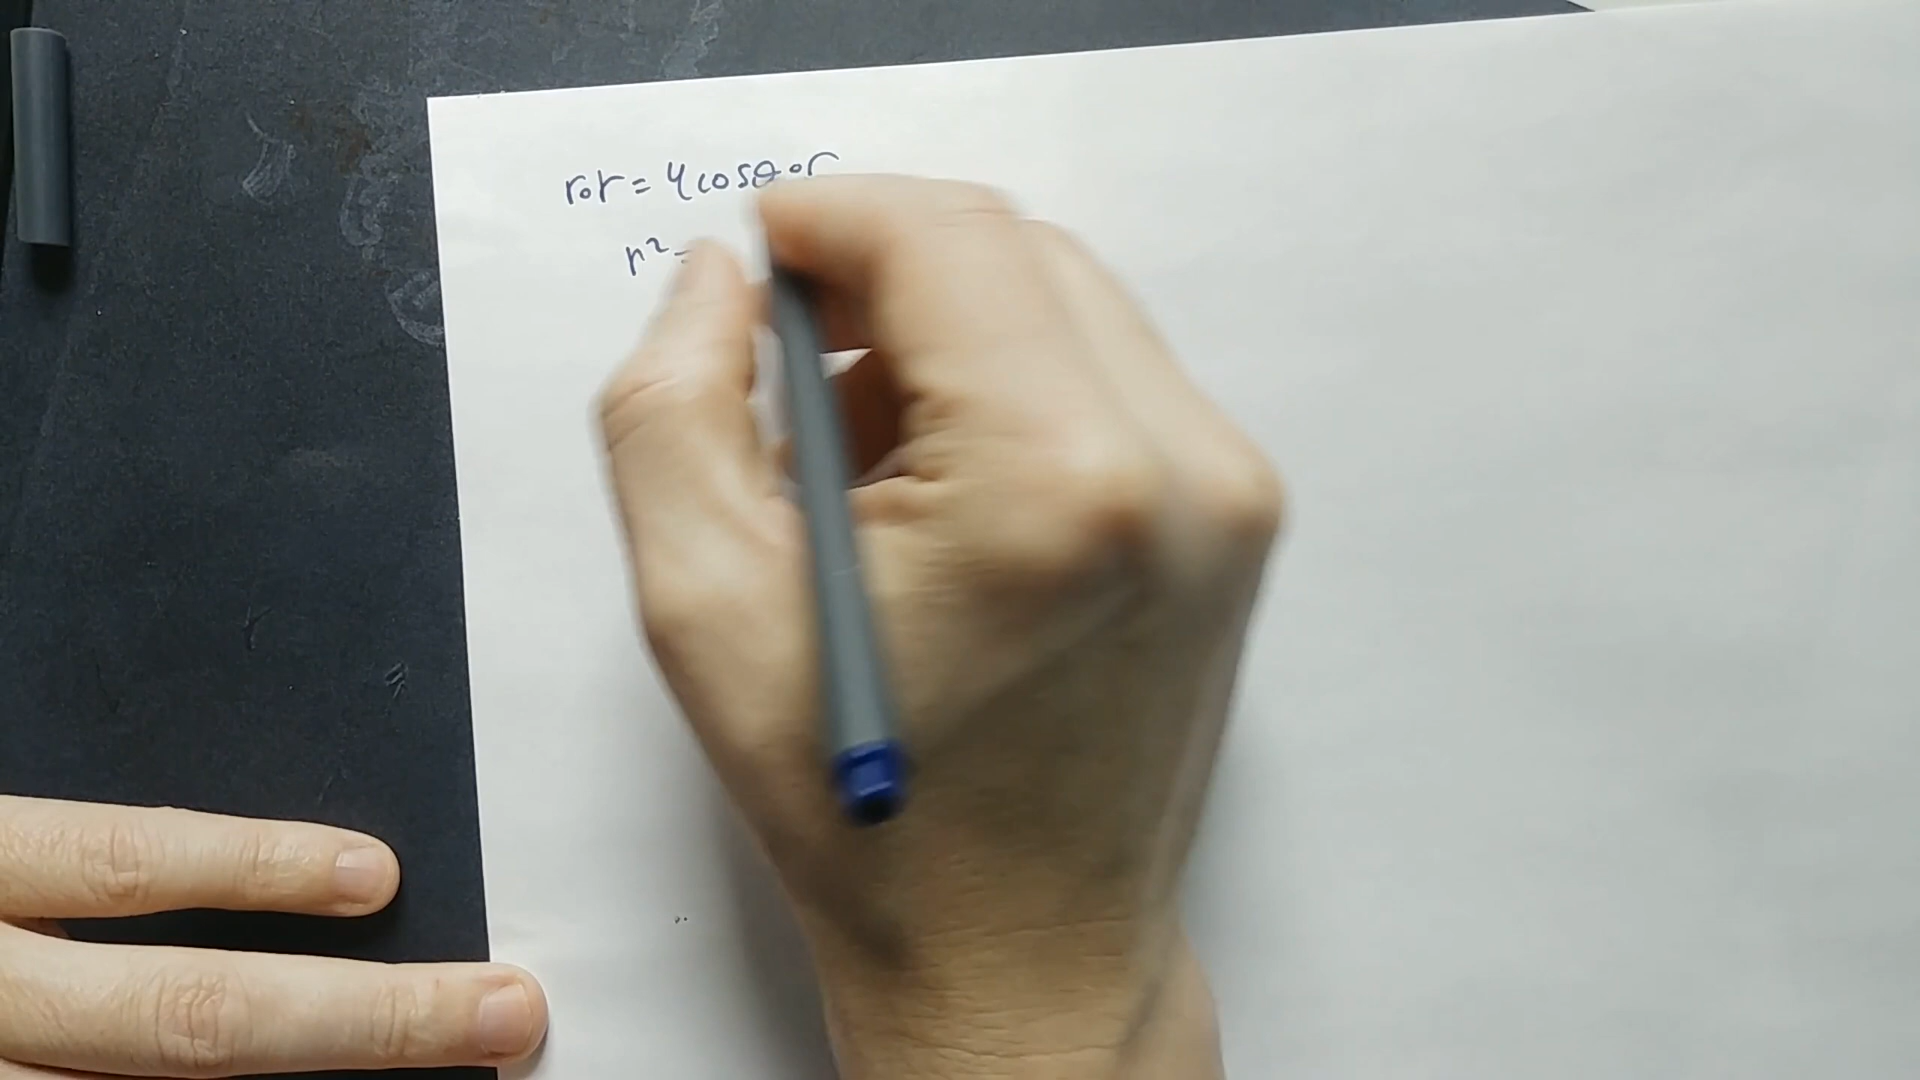 r∘r = 4cosθ∘r
r² =